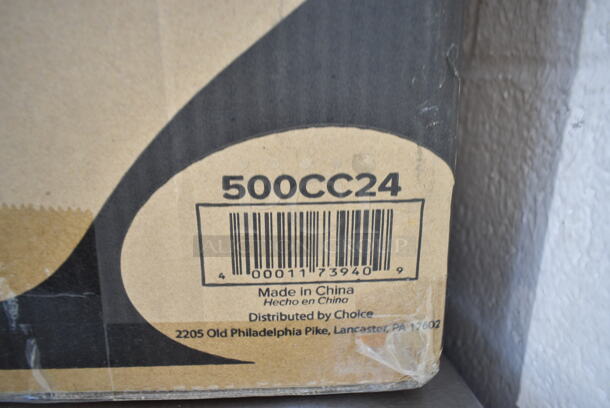 500CC24
4 00011 73940 9
Made in China
Hecho en China
Distributed by Choice
2205 Old Philadelphia Pike, Lancaster, PA 17602